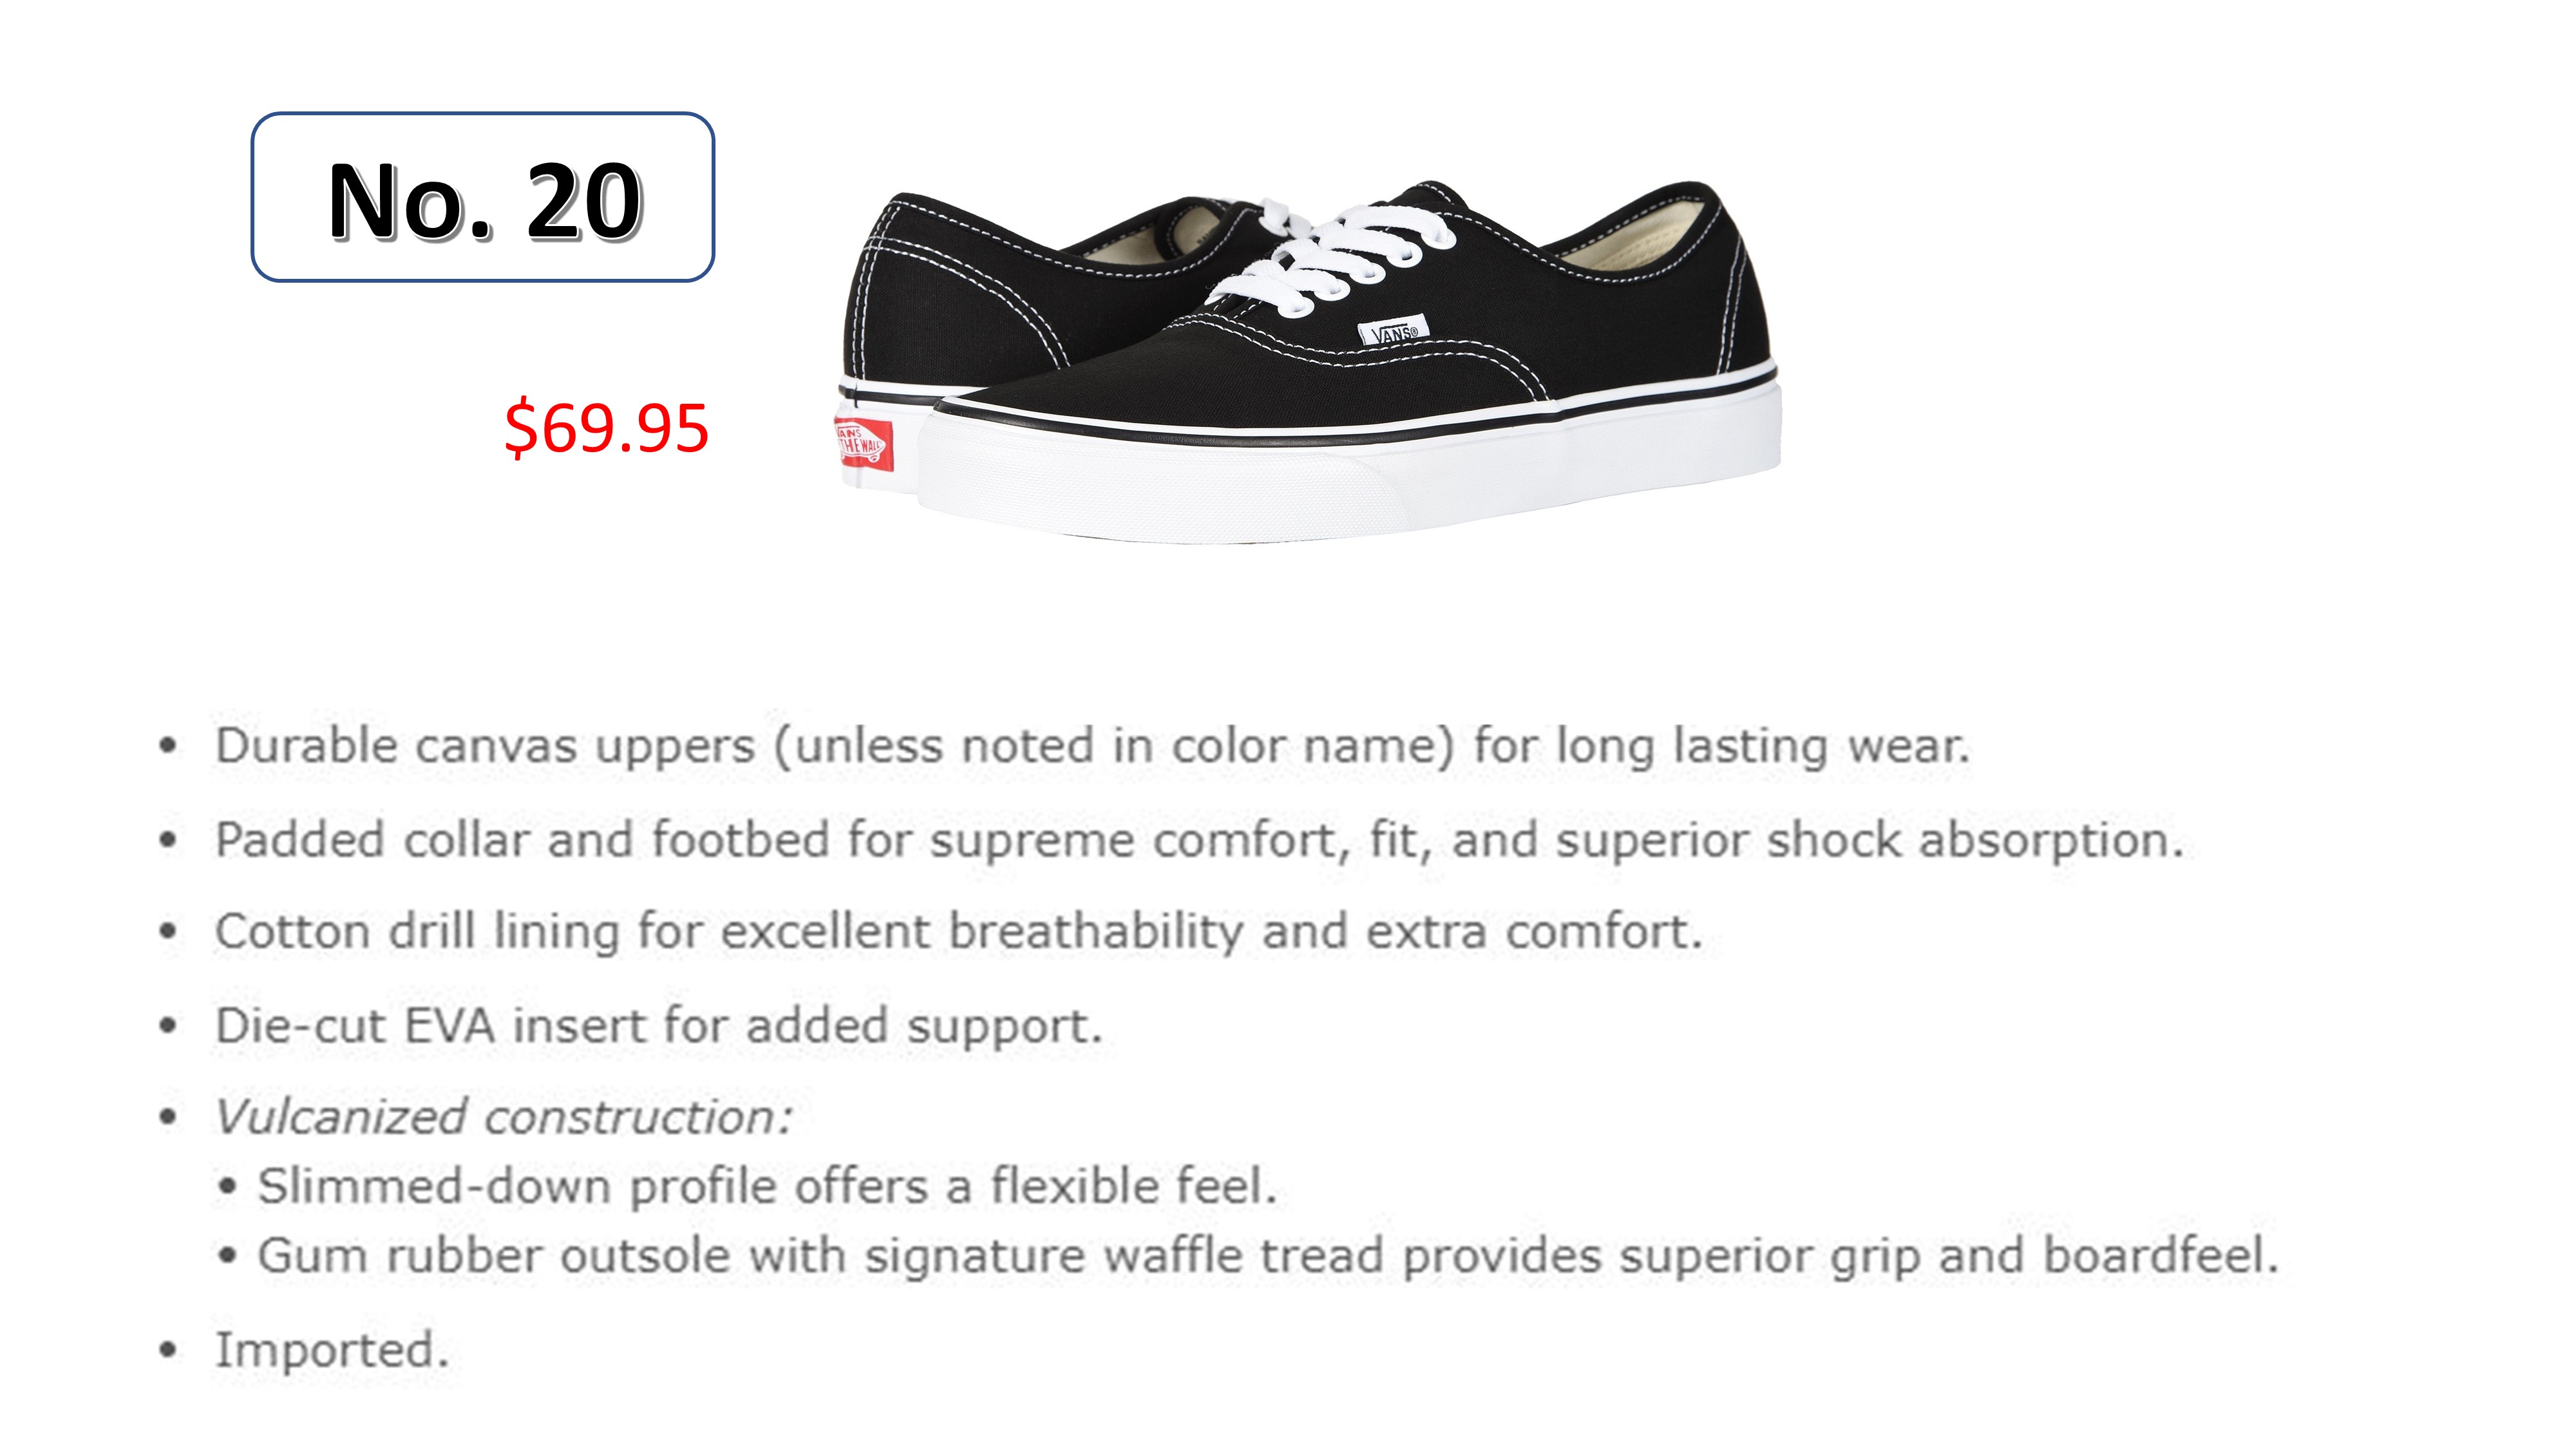 No. 20
$69.95
VANS®
VANS
THE WALL
• Durable canvas uppers (unless noted in color name) for long lasting wear.
• Padded collar and footbed for supreme comfort, fit, and superior shock absorption.
• Cotton drill lining for excellent breathability and extra comfort.
• Die-cut EVA insert for added support.
• Vulcanized construction:
• Slimmed-down profile offers a flexible feel.
• Gum rubber outsole with signature waffle tread provides superior grip and boardfeel.
• Imported.